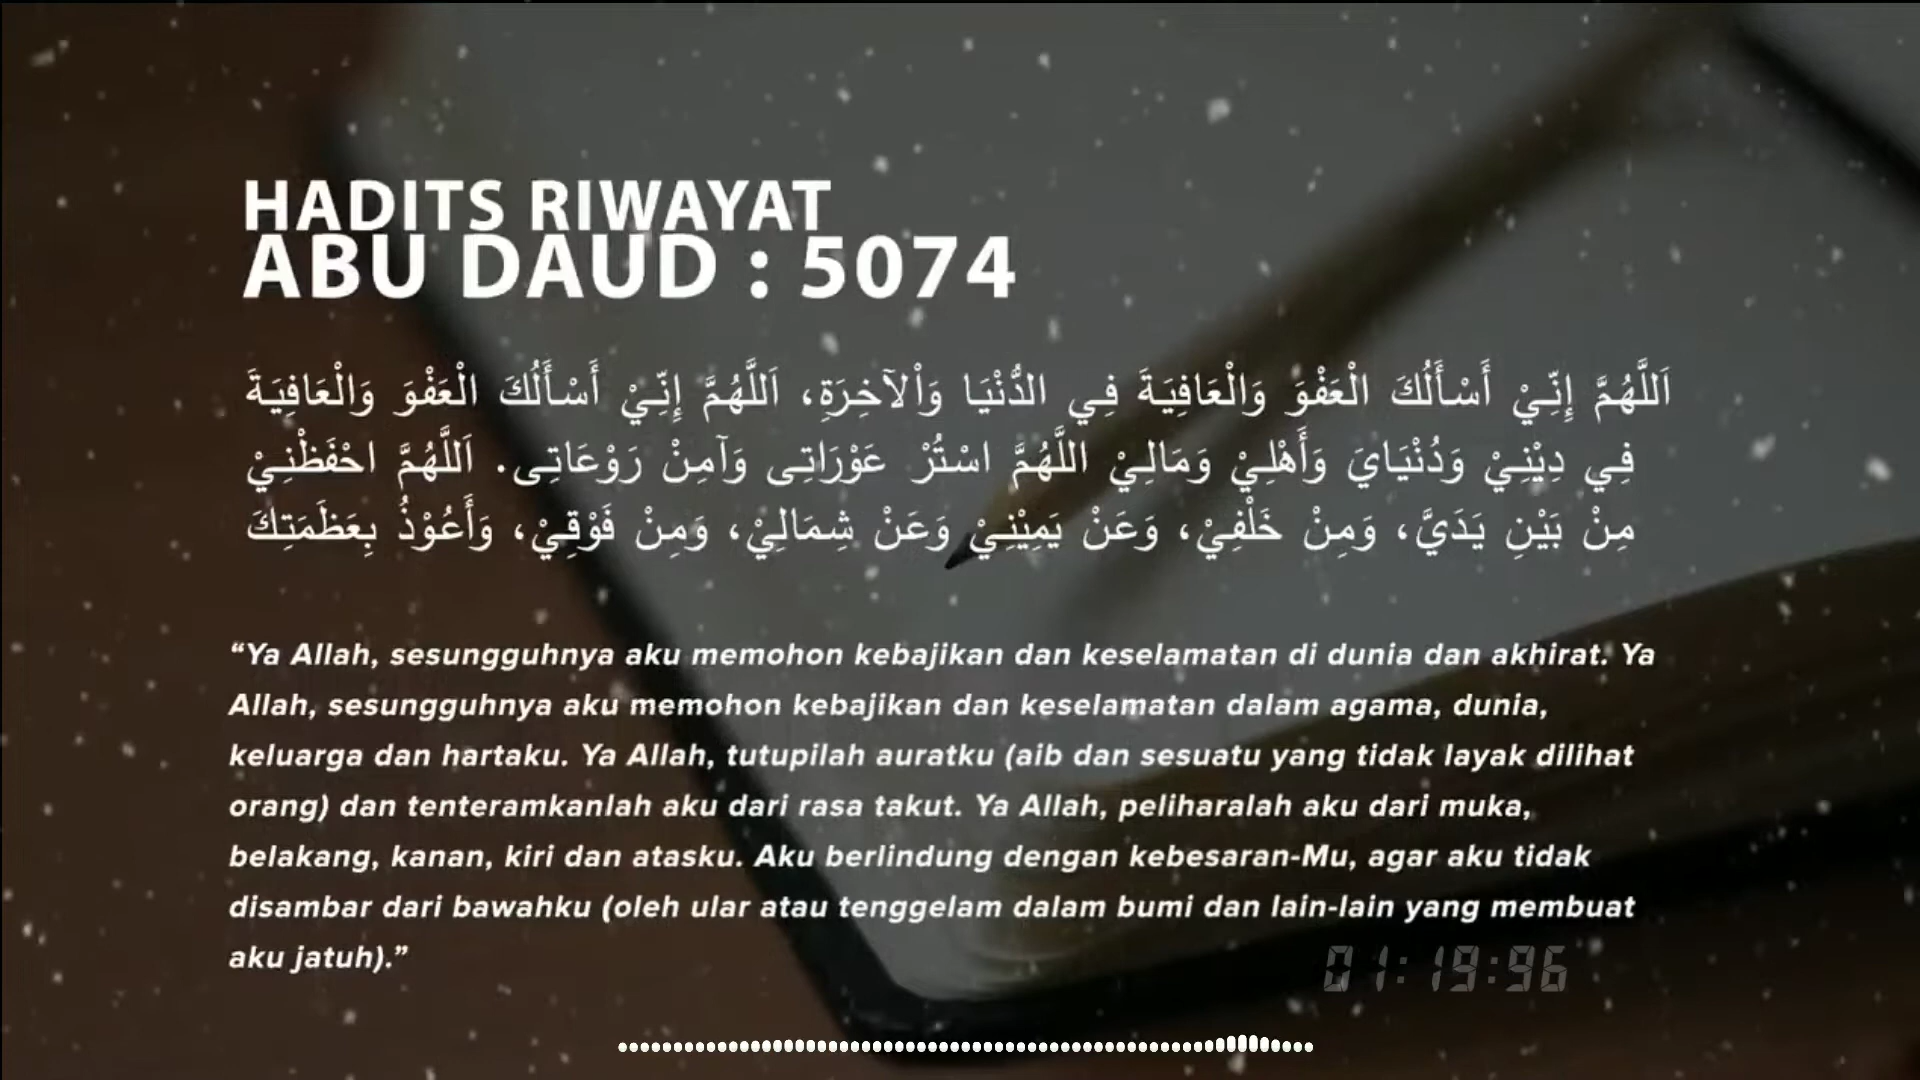 HADITS RIWAYAT
ABU DAUD : 5074
اَللَّهُمَّ إِنِّيْ أَسْأَلُكَ الْعَفْوَ وَالْعَافِيَةَ فِي الدُّنْيَا وَاْلآخِرَةِ، اَللَّهُمَّ إِنِّيْ أَسْأَلُكَ الْعَفْوَ وَالْعَافِيَةَ
فِي دِيْنِيْ وَدُنْيَايَ وَأَهْلِيْ وَمَالِيْ اللَّهُمَّ اسْتُرْ عَوْرَاتِى وَآمِنْ رَوْعَاتِى. اَللَّهُمَّ احْفَظْنِيْ
مِنْ بَيْنِ يَدَيَّ، وَمِنْ خَلْفِيْ، وَعَنْ يَمِيْنِيْ وَعَنْ شِمَالِيْ، وَمِنْ فَوْقِيْ، وَأَعُوْذُ بِعَظَمَتِكَ
“Ya Allah, sesungguhnya aku memohon kebajikan dan keselamatan di dunia dan akhirat. Ya
Allah, sesungguhnya aku memohon kebajikan dan keselamatan dalam agama, dunia,
keluarga dan hartaku. Ya Allah, tutupilah auratku (aib dan sesuatu yang tidak layak dilihat
orang) dan tenteramkanlah aku dari rasa takut. Ya Allah, peliharalah aku dari muka,
belakang, kanan, kiri dan atasku. Aku berlindung dengan kebesaran-Mu, agar aku tidak
disambar dari bawahku (oleh ular atau tenggelam dalam bumi dan lain-lain yang membuat
aku jatuh).”
01:19:96